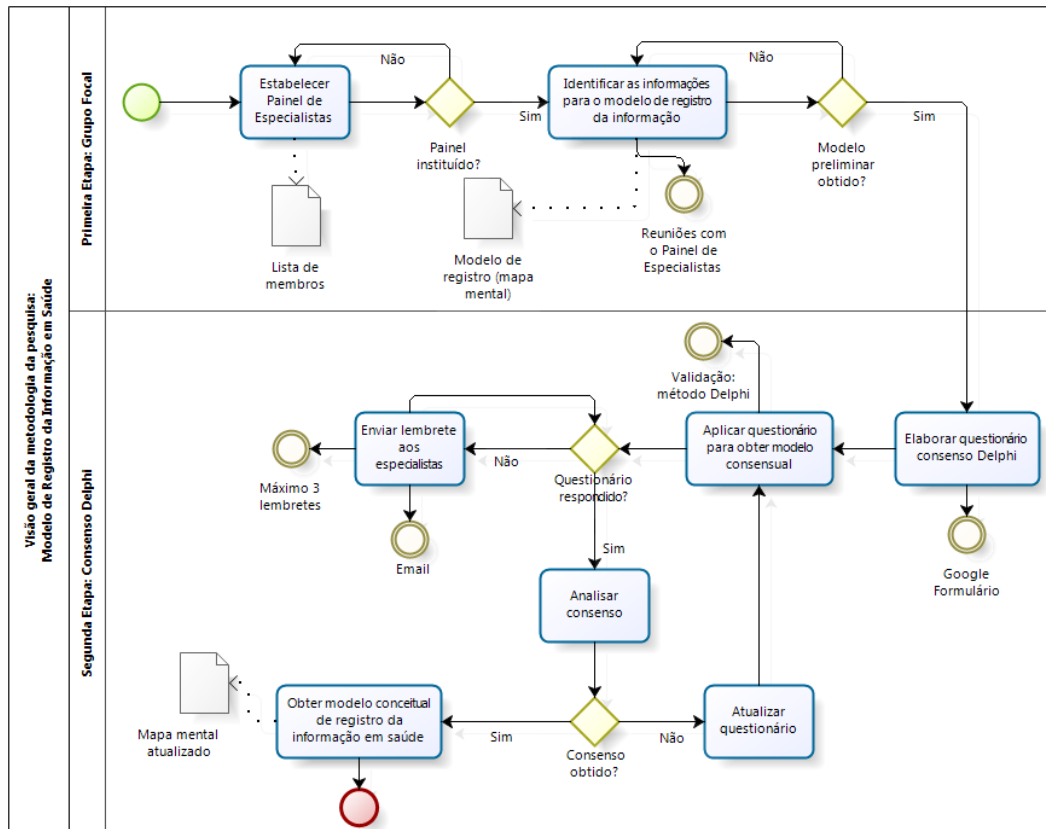 Visão geral da metodologia da pesquisa:
Modelo de Registro da Informação em Saúde
Primeira Etapa: Grupo Focal
Estabelecer
Painel de
Especialistas
Não
Painel
instituído?
Sim
Lista de
membros
Identificar as informações
para o modelo de registro
da informação
Não
Modelo
preliminar
obtido?
Sim
Modelo de
registro (mapa
mental)
Reuniões com
o Painel de
Especialistas
Segunda Etapa: Consenso Delphi
Elaborar questionário
consenso Delphi
Google
Formulário
Aplicar questionário
para obter modelo
consensual
Validação:
método Delphi
Questionário
respondido?
Não
Enviar lembrete
aos
especialistas
Máximo 3
lembretes
Email
Sim
Analisar
consenso
Consenso
obtido?
Não
Atualizar
questionário
Sim
Obter modelo conceitual
de registro da
informação em saúde
Mapa mental
atualizado